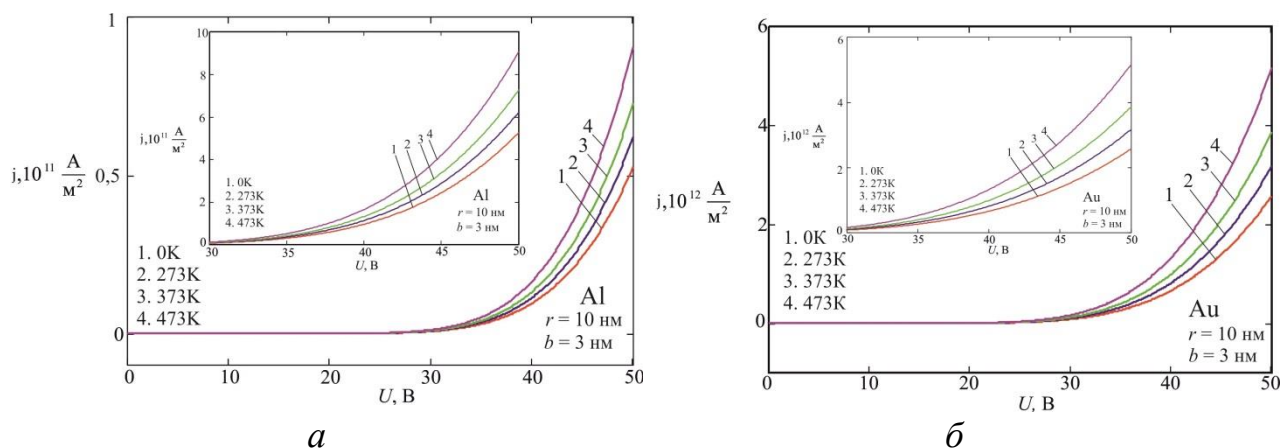 1
10
8
j,10¹¹ А/м²
6
4
2
0
1 2 3 4
1. 0K
2. 273K
3. 373K
4. 473K
Al
r = 10 нм
b = 3 нм
30 35 40 45 50
U, В
j,10¹¹ А/м² 0,5
4
3
2
1
1. 0K
2. 273K
3. 373K
4. 473K
Al
r = 10 нм
b = 3 нм
0
0 10 20 30 40 50
U, В
а
6
6
4
j,10¹² А/м²
2
0
1 2 3 4
1. 0K
2. 273K
3. 373K
4. 473K
Au
r = 10 нм
b = 3 нм
30 35 40 45 50
U, В
4
j,10¹² А/м²
2
4
3
2
1
1. 0K
2. 273K
3. 373K
4. 473K
Au
r = 10 нм
b = 3 нм
0
0 10 20 30 40 50
U, В
б